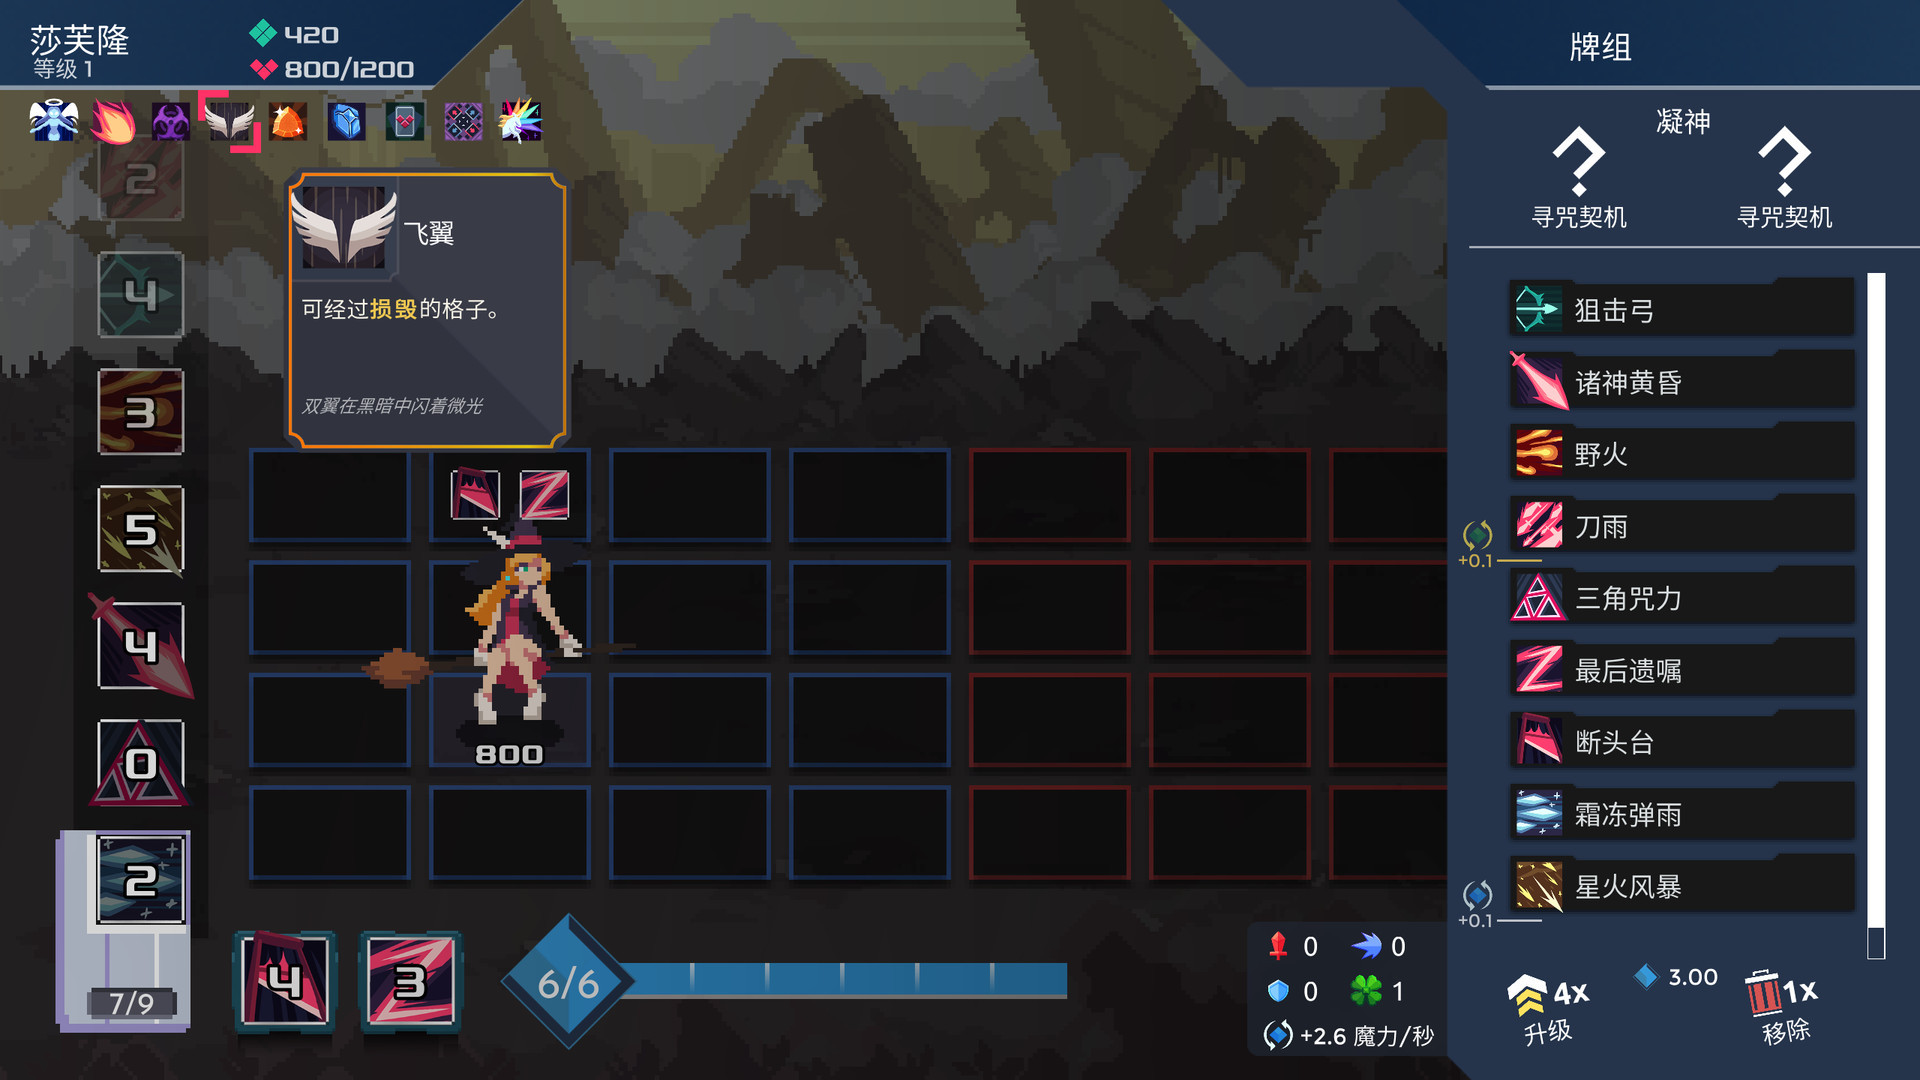 莎芙隆
等级 1
420
800/1200
牌组
凝神
寻咒契机
寻咒契机
飞翼
可经过损毁的格子。
双翼在黑暗中闪着微光
2
4
3
5
4
0
2
7/9
4
3
6/6
800
狙击弓
诸神黄昏
野火
刀雨
+0.1
三角咒力
最后遗嘱
断头台
霜冻弹雨
星火风暴
+0.1
0
0
0
1
+2.6 魔力/秒
4x
升级
3.00
1x
移除